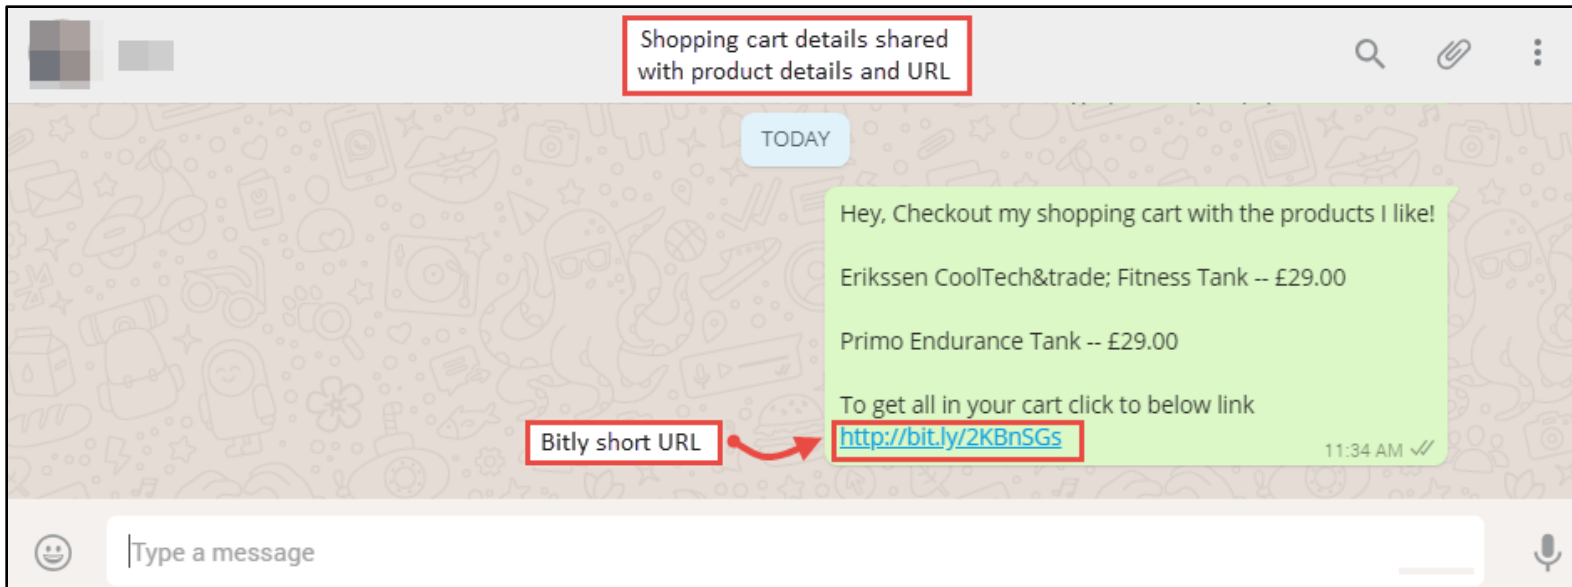 Shopping cart details shared
with product details and URL
TODAY
Hey, Checkout my shopping cart with the products I like!
Erikssen CoolTech&trade; Fitness Tank -- £29.00
Primo Endurance Tank -- £29.00
To get all in your cart click to below link
Bitly short URL
http://bit.ly/2KBnSGs
11:34 AM
Type a message